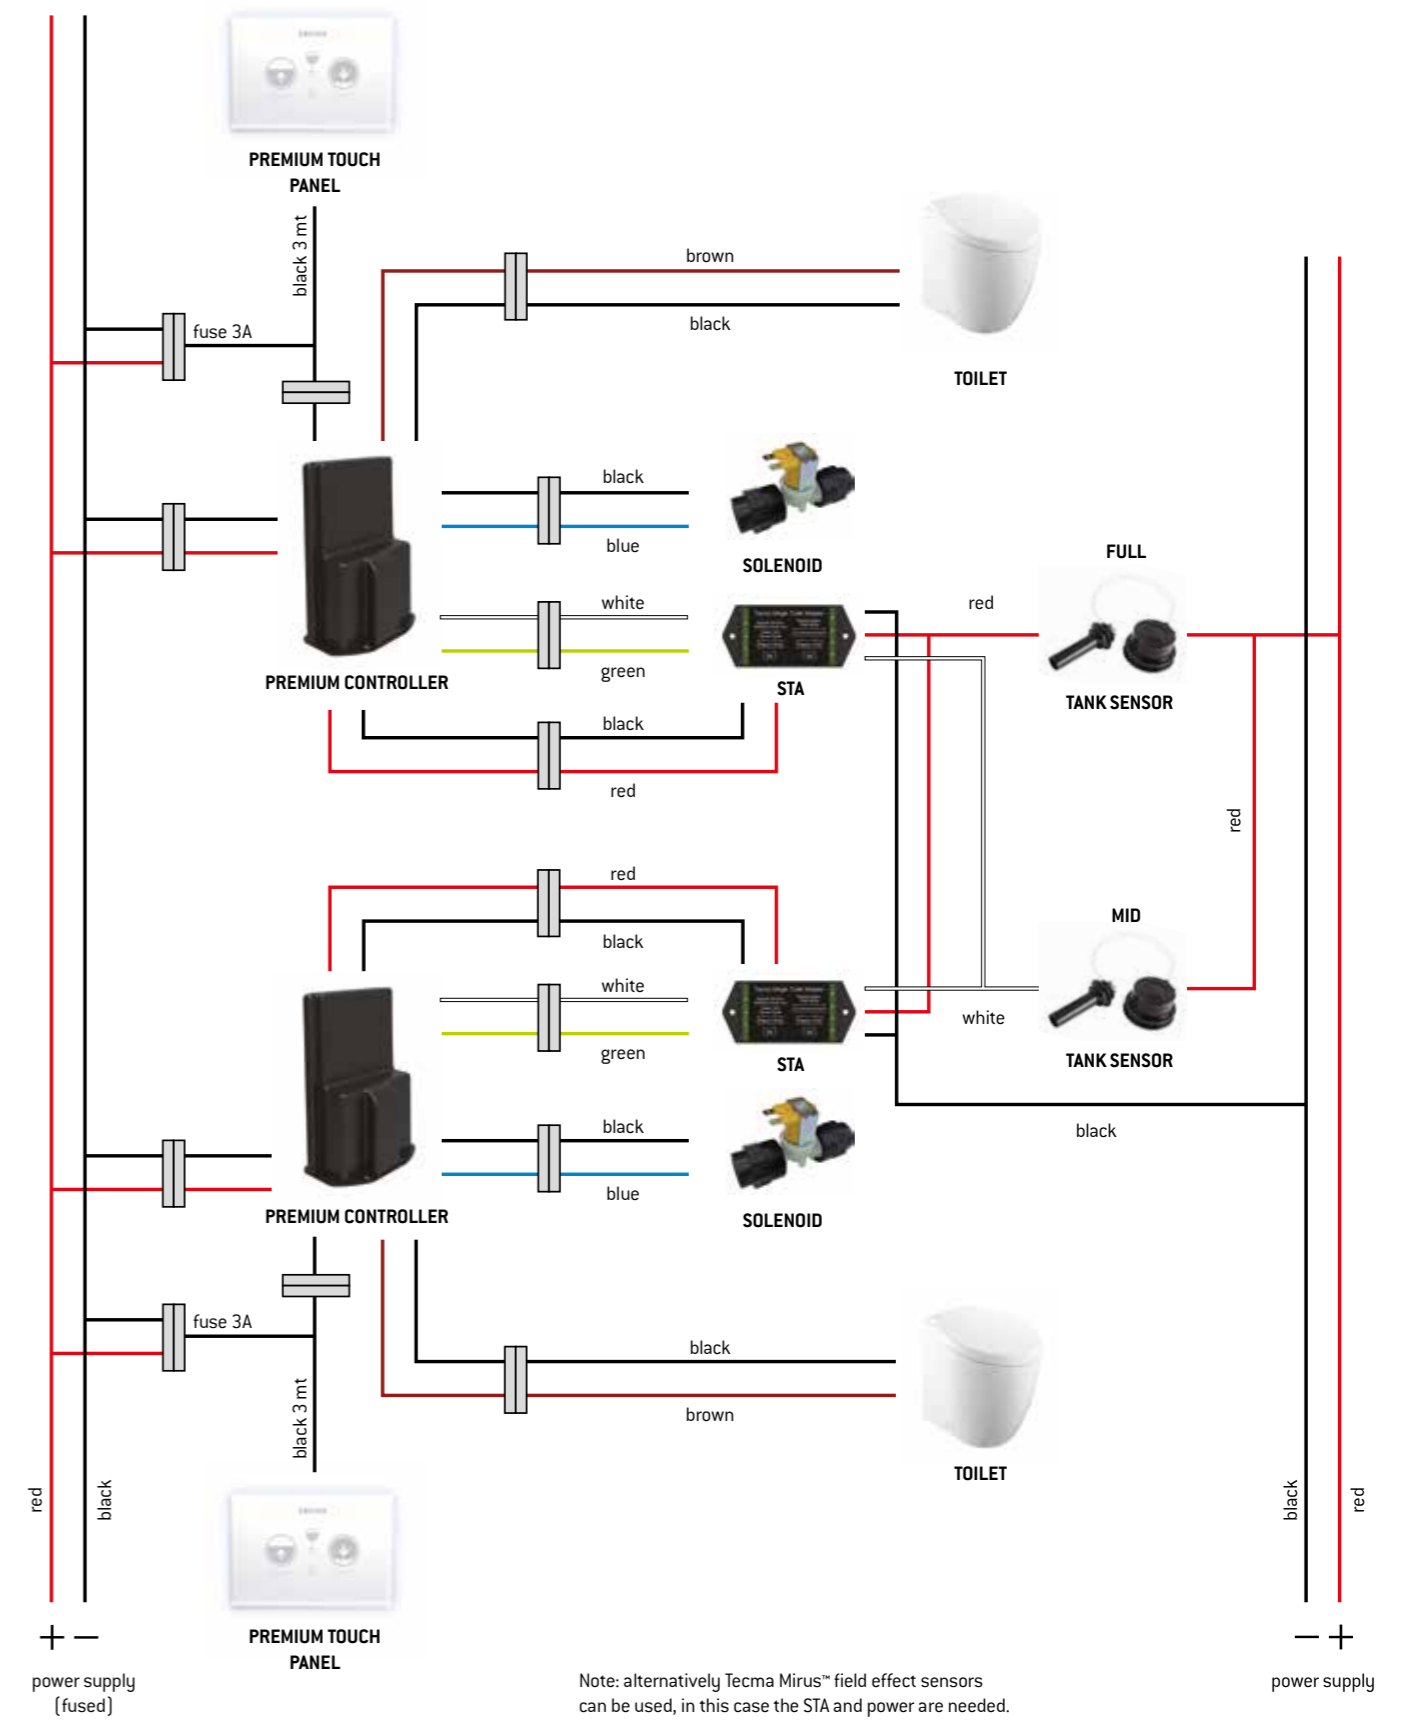 PREMIUM TOUCH
PANEL
black 3 mt
brown
black
fuse 3A
TOILET
black
blue
SOLENOID
FULL
white
red
green
PREMIUM CONTROLLER
STA
TANK SENSOR
black
red
red
red
black
MID
white
green
white
STA
TANK SENSOR
black
blue
black
PREMIUM CONTROLLER
SOLENOID
fuse 3A
black
black 3 mt
brown
TOILET
red
black
black
red
PREMIUM TOUCH
PANEL
+ −
− +
power supply
(fused)
Note: alternatively Tecma Mirus™ field effect sensors
can be used, in this case the STA and power are needed.
power supply